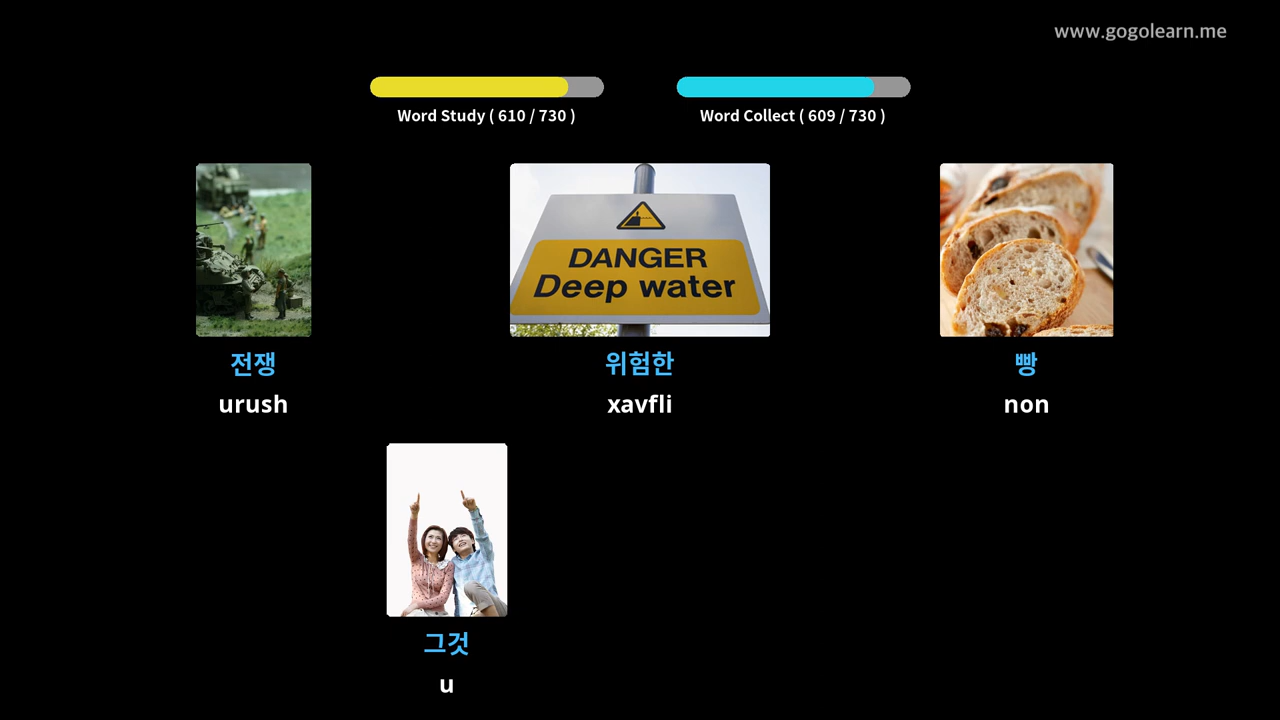 www.gogolearn.me
Word Study ( 610 / 730 )
Word Collect ( 609 / 730 )
DANGER
Deep water
전쟁
위험한
빵
urush
xavfli
non
그것
u